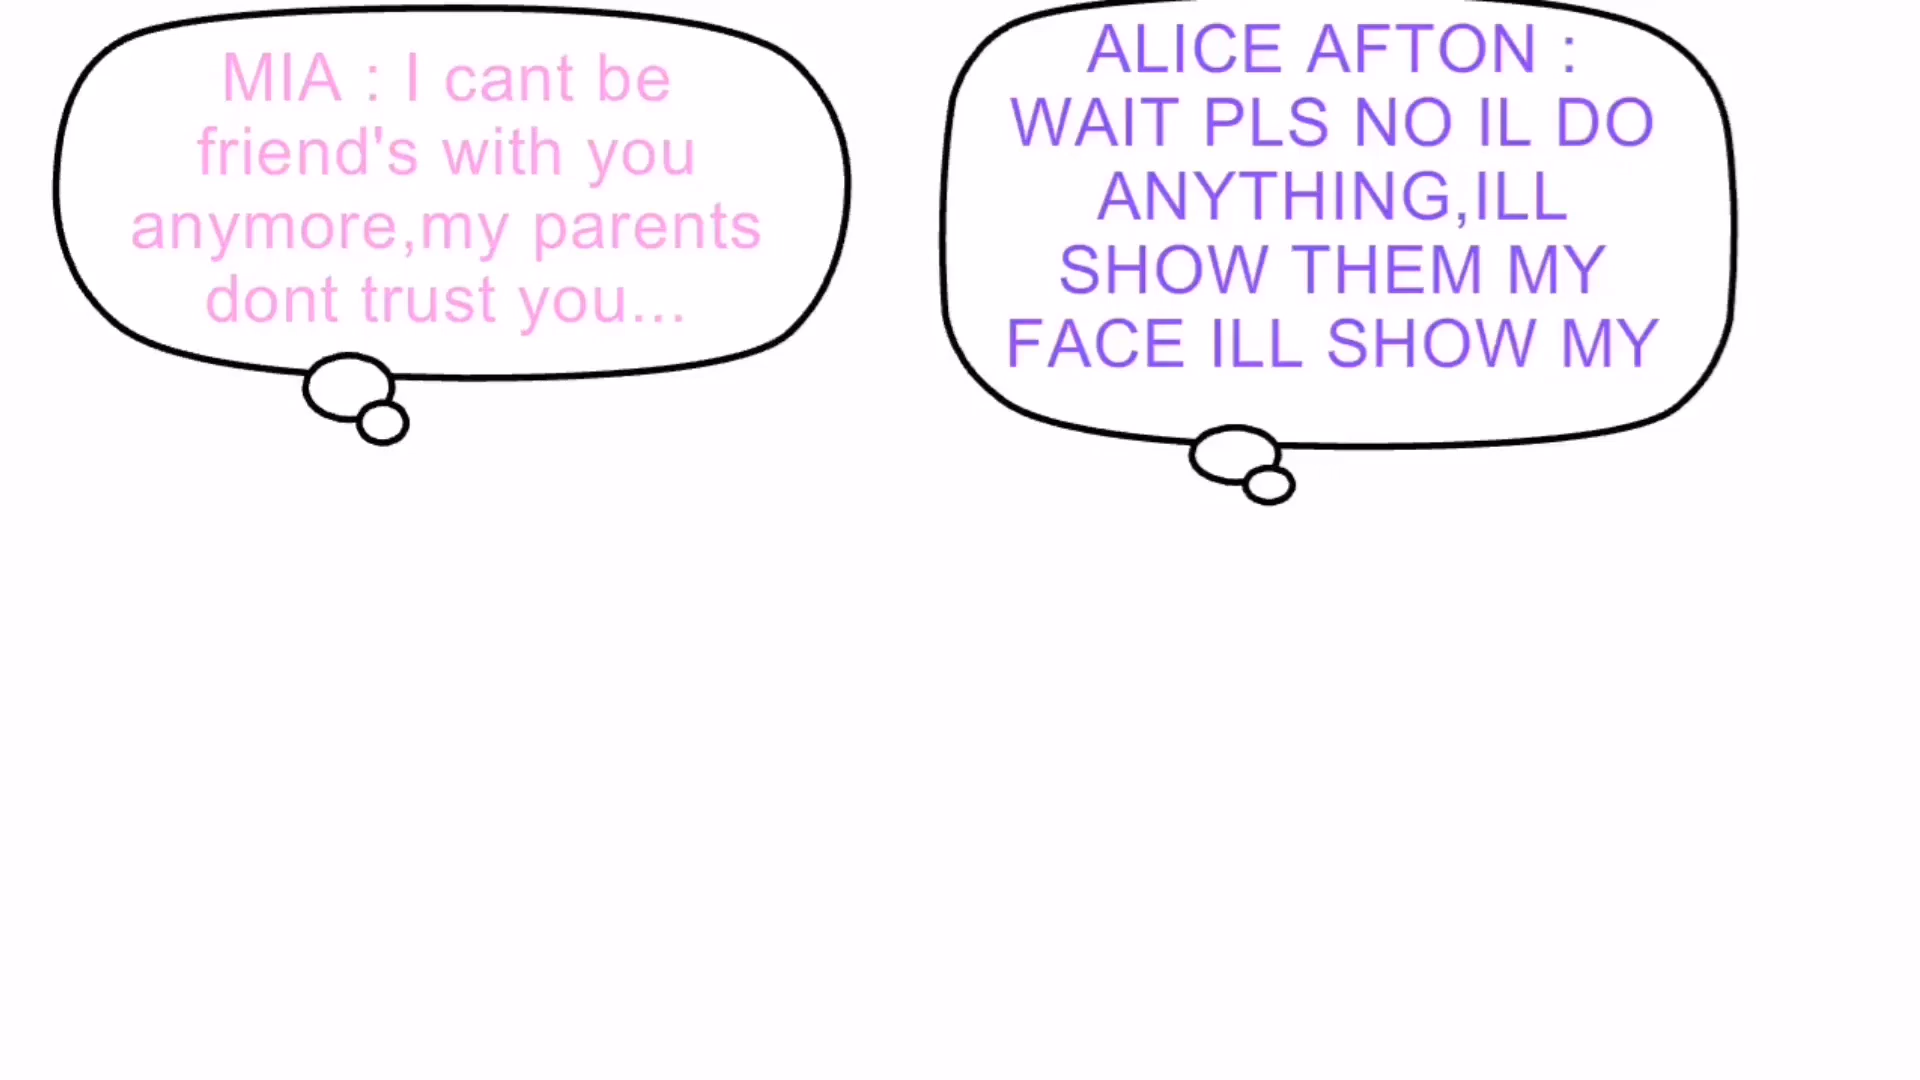 MIA : I cant be
friend's with you
anymore,my parents
dont trust you...
ALICE AFTON :
WAIT PLS NO IL DO
ANYTHING,ILL
SHOW THEM MY
FACE ILL SHOW MY